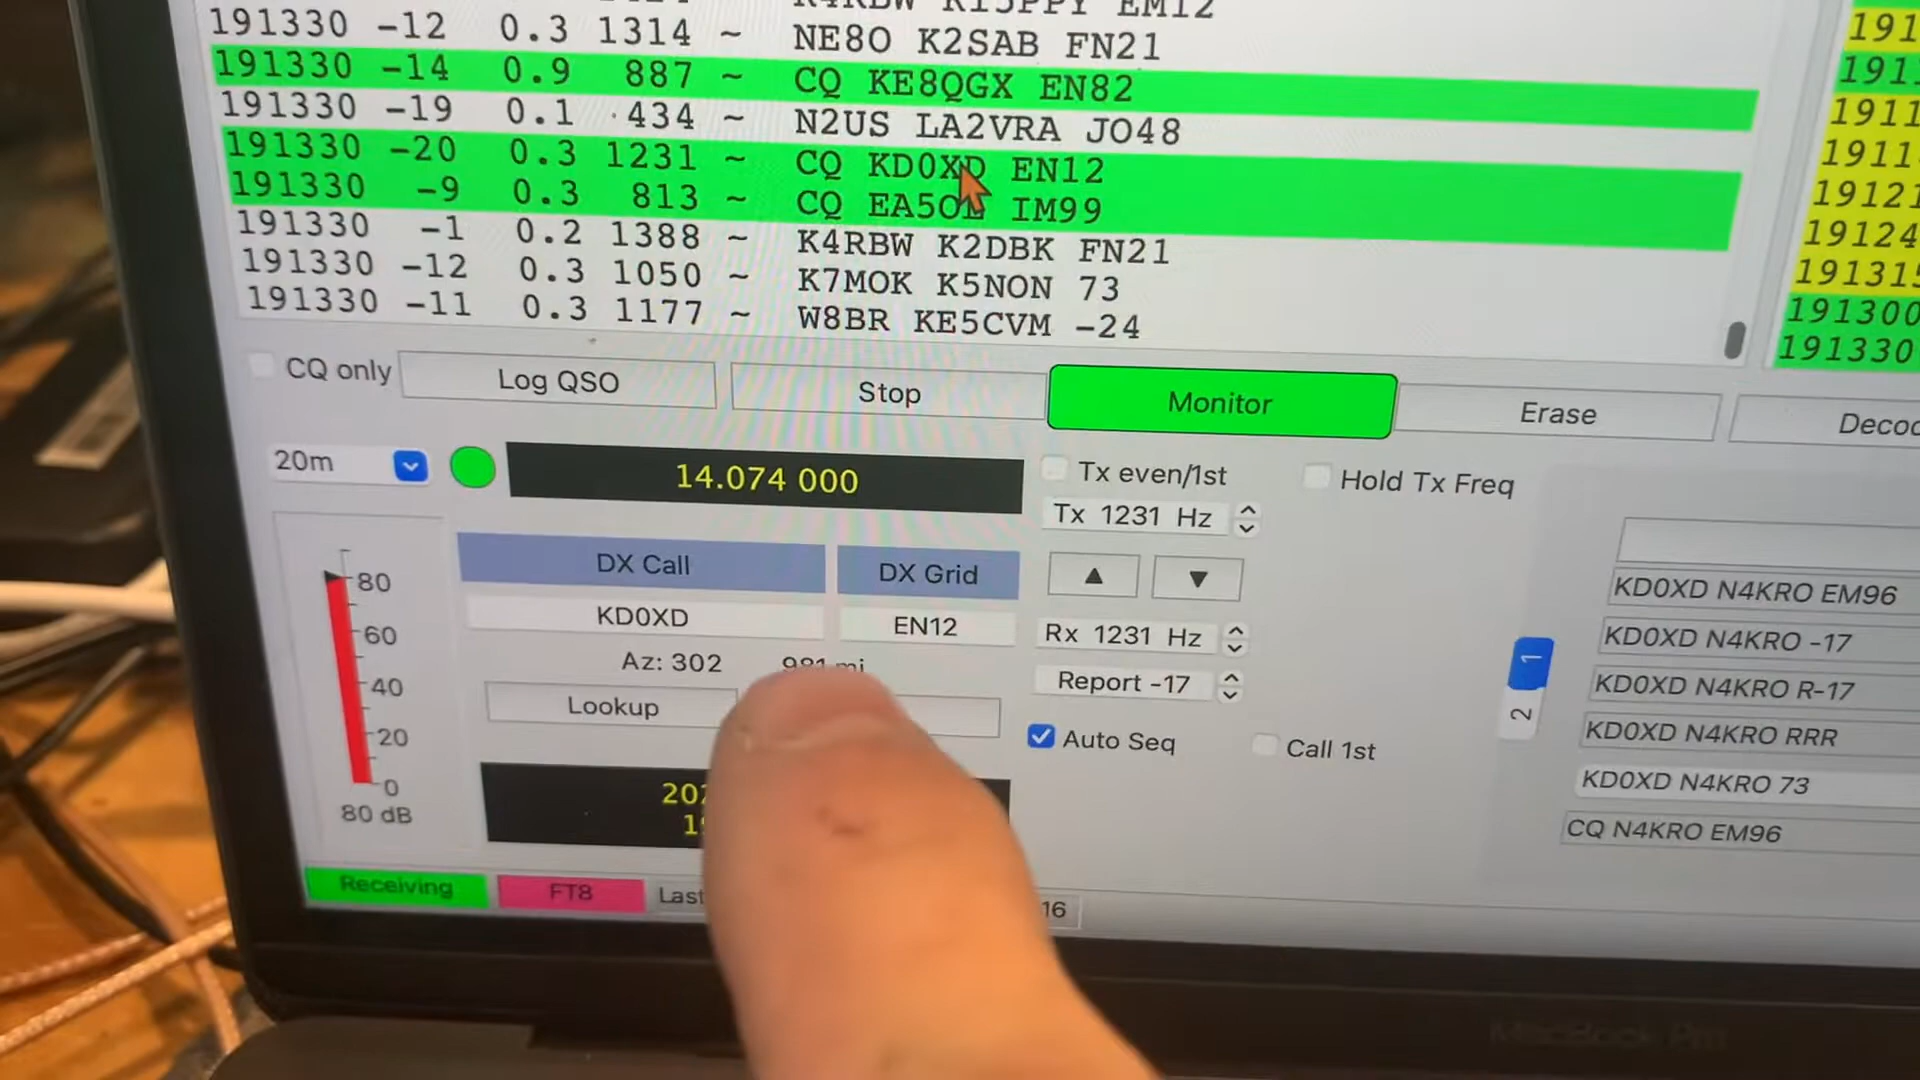 191330 -12 0.3 1314 ~ NE8O K2SAB FN21
191330 -14 0.9 887 ~ CQ KE8QGX EN82
191330 -19 0.1 434 ~ N2US LA2VRA JO48
191330 -20 0.3 1231 ~ CQ KD0XD EN12
191330 -9 0.3 813 ~ CQ IM99
191330 -1 0.2 1388 ~ K4RBW K2DBK FN21
191330 -12 0.3 1050 ~ K7MOK K5NON 73
191330 -11 0.3 1177 ~ W8BR KE5CVM -24
191315
191300
191330
CQ only
Log QSO
Stop
Monitor
Erase
20m
14.074 000
Tx even/1st
Hold Tx Freq
Tx 1231 Hz
DX Call
DX Grid
KD0XD
EN12
Rx 1231 Hz
Az: 302 981 mi
Report -17
Lookup
Auto Seq
Call 1st
80
60
40
20
0
80 dB
1
2
KD0XD N4KRO EM96
KD0XD N4KRO -17
KD0XD N4KRO R-17
KD0XD N4KRO RRR
KD0XD N4KRO 73
CQ N4KRO EM96
Receiving
FT8
Last
16
MacBook Pro